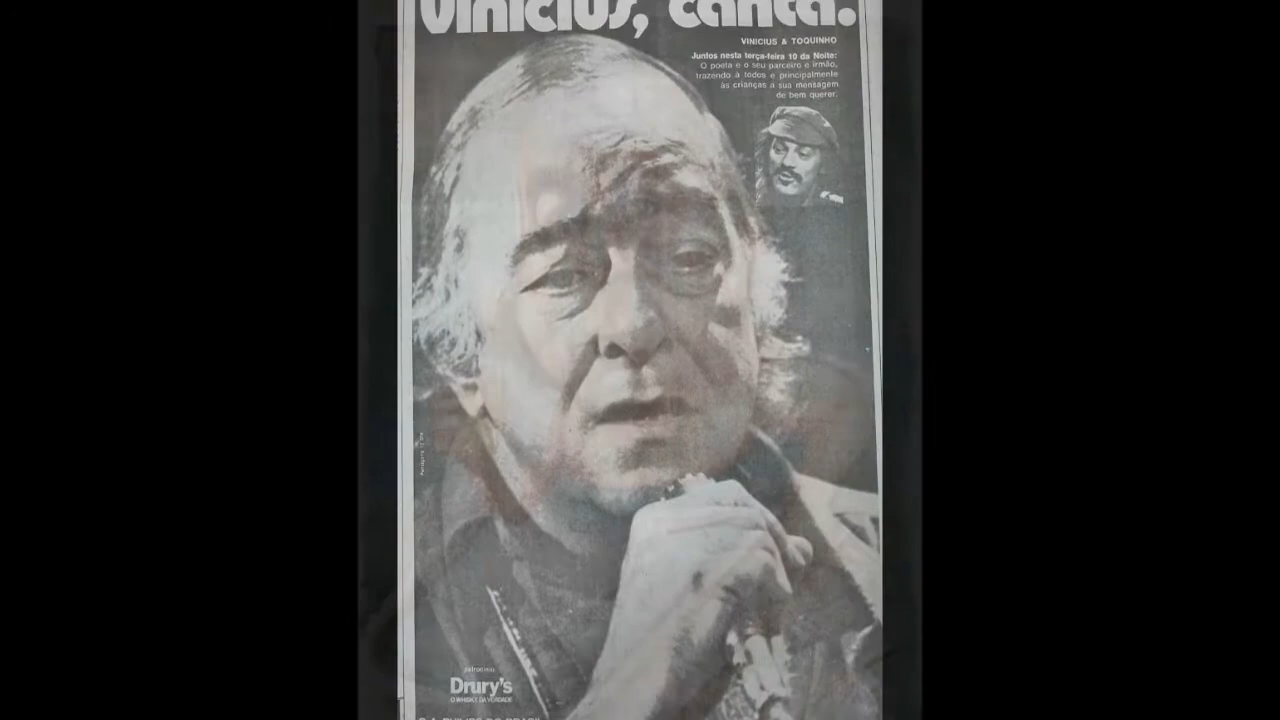 Vinicius, canta.
VINICIUS & TOQUINHO
Juntos nesta terça-feira 10 da Noite:
O poeta e o seu parceiro e irmão,
trazendo à todos e principalmente
às crianças a sua mensagem
de bem querer.
patrocínio
Drury's
O WHISKY DA VERDADE